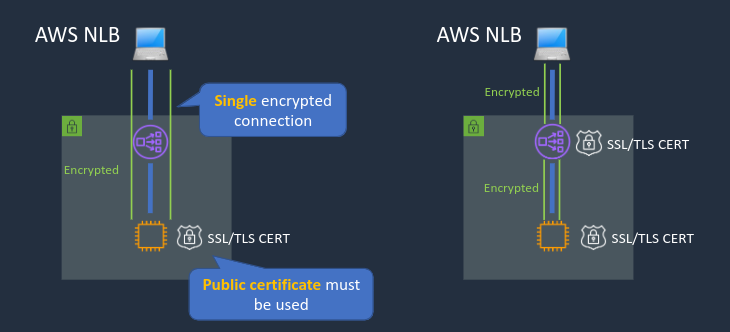 AWS NLB
Single encrypted
connection
Encrypted
SSL/TLS CERT
Public certificate must
be used
AWS NLB
Encrypted
SSL/TLS CERT
Encrypted
SSL/TLS CERT